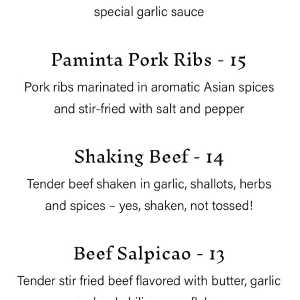 special garlic sauce
Paminta Pork Ribs - 15
Pork ribs marinated in aromatic Asian spices
and stir-fried with salt and pepper
Shaking Beef - 14
Tender beef shaken in garlic, shallots, herbs
and spices – yes, shaken, not tossed!
Beef Salpicao - 13
Tender stir fried beef flavored with butter, garlic